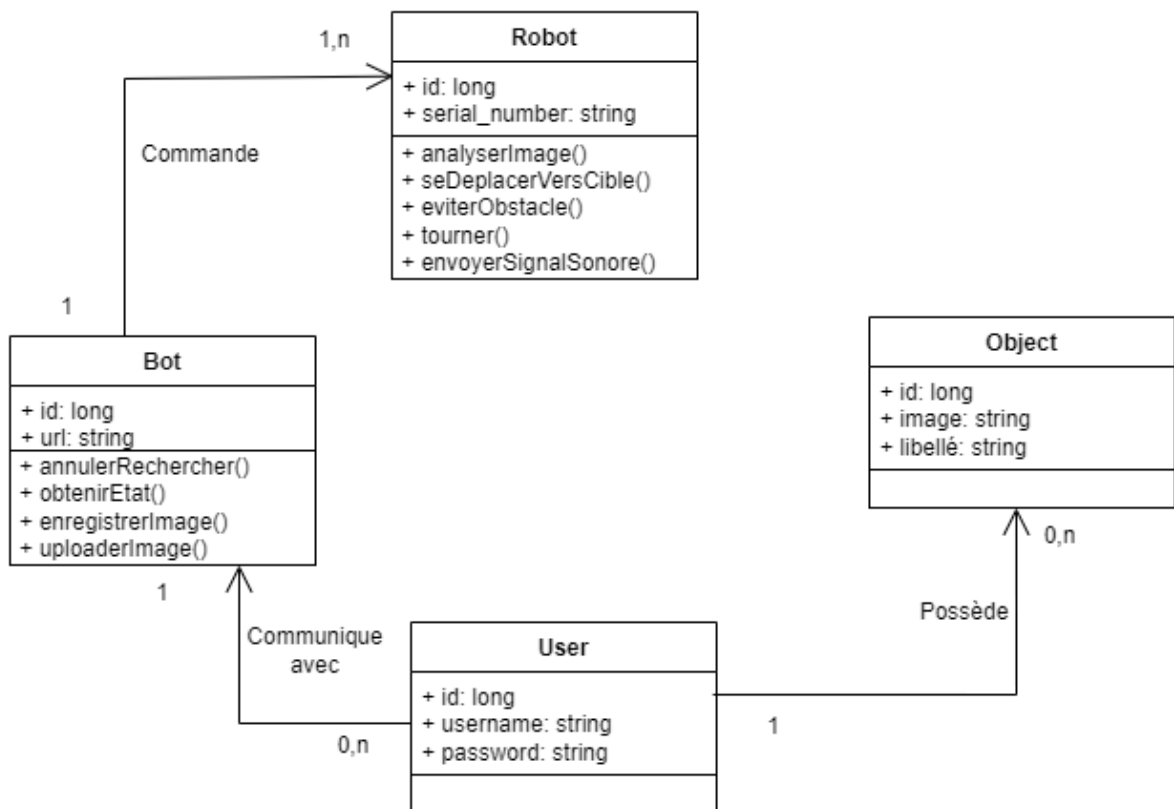 Robot
1,n
+ id: long
+ serial_number: string
Commande
+ analyserImage()
+ seDeplacerVersCible()
+ eviterObstacle()
+ tourner()
+ envoyerSignalSonore()
1
Bot
+ id: long
+ url: string
+ annulerRechercher()
+ obtenirEtat()
+ enregistrerImage()
+ uploaderImage()
1
Object
+ id: long
+ image: string
+ libellé: string
0,n
Possède
Communique
avec
User
+ id: long
+ username: string
+ password: string
0,n
1